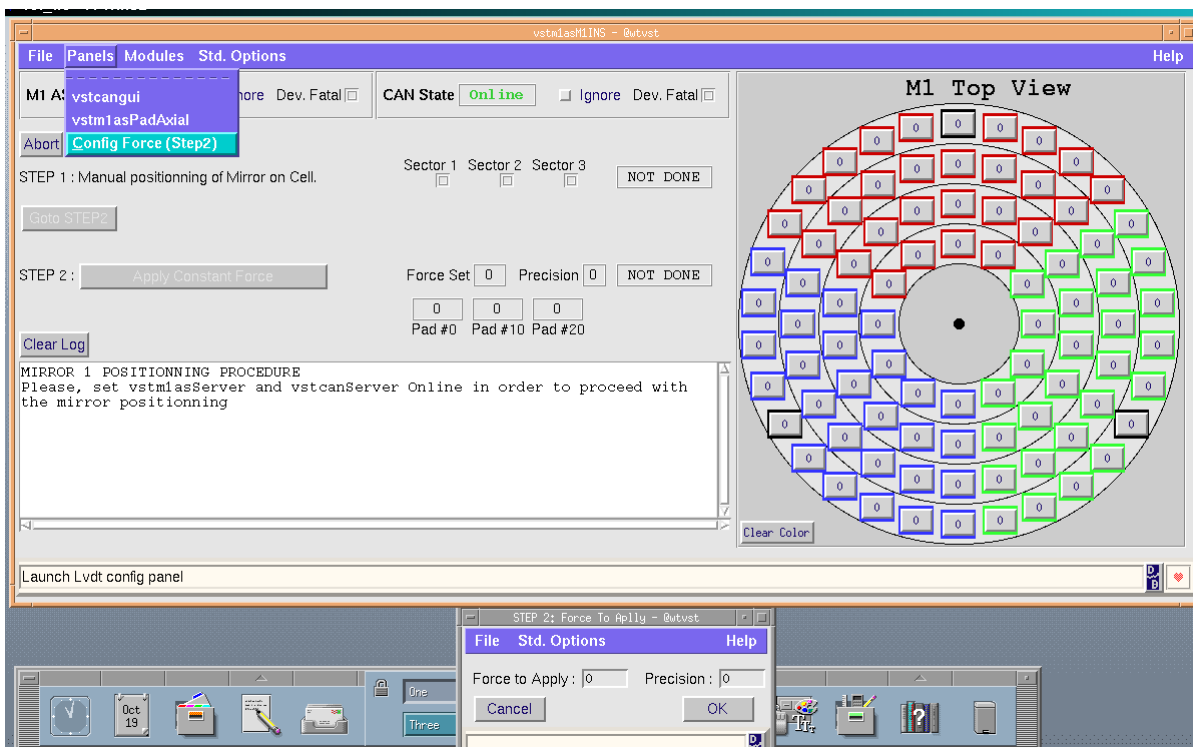 vstm1asM1INS - @wtvst
File Panels Modules Std. Options Help
M1 AS
vstcangui
vstm1asPadAxial
Config Force (Step2)
nore Dev. Fatal
CAN State Online Ignore Dev. Fatal
Abort
STEP 1 : Manual positionning of Mirror on Cell.
Sector 1 Sector 2 Sector 3
NOT DONE
Goto STEP2
STEP 2 : Apply Constant Force
Force Set 0 Precision 0 NOT DONE
0 0 0
Pad #0 Pad #10 Pad #20
Clear Log
MIRROR 1 POSITIONNING PROCEDURE
Please, set vstm1asServer and vstcanServer Online in order to proceed with
the mirror positionning
M1 Top View
Clear Color
Launch Lvdt config panel
STEP 2: Force To Aplly - @wtvst
File Std. Options Help
Force to Apply : 0 Precision : 0
Cancel OK
Oct
19
One
Three